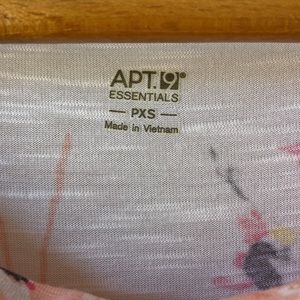 APT.9®
ESSENTIALS
— PXS —
Made in Vietnam